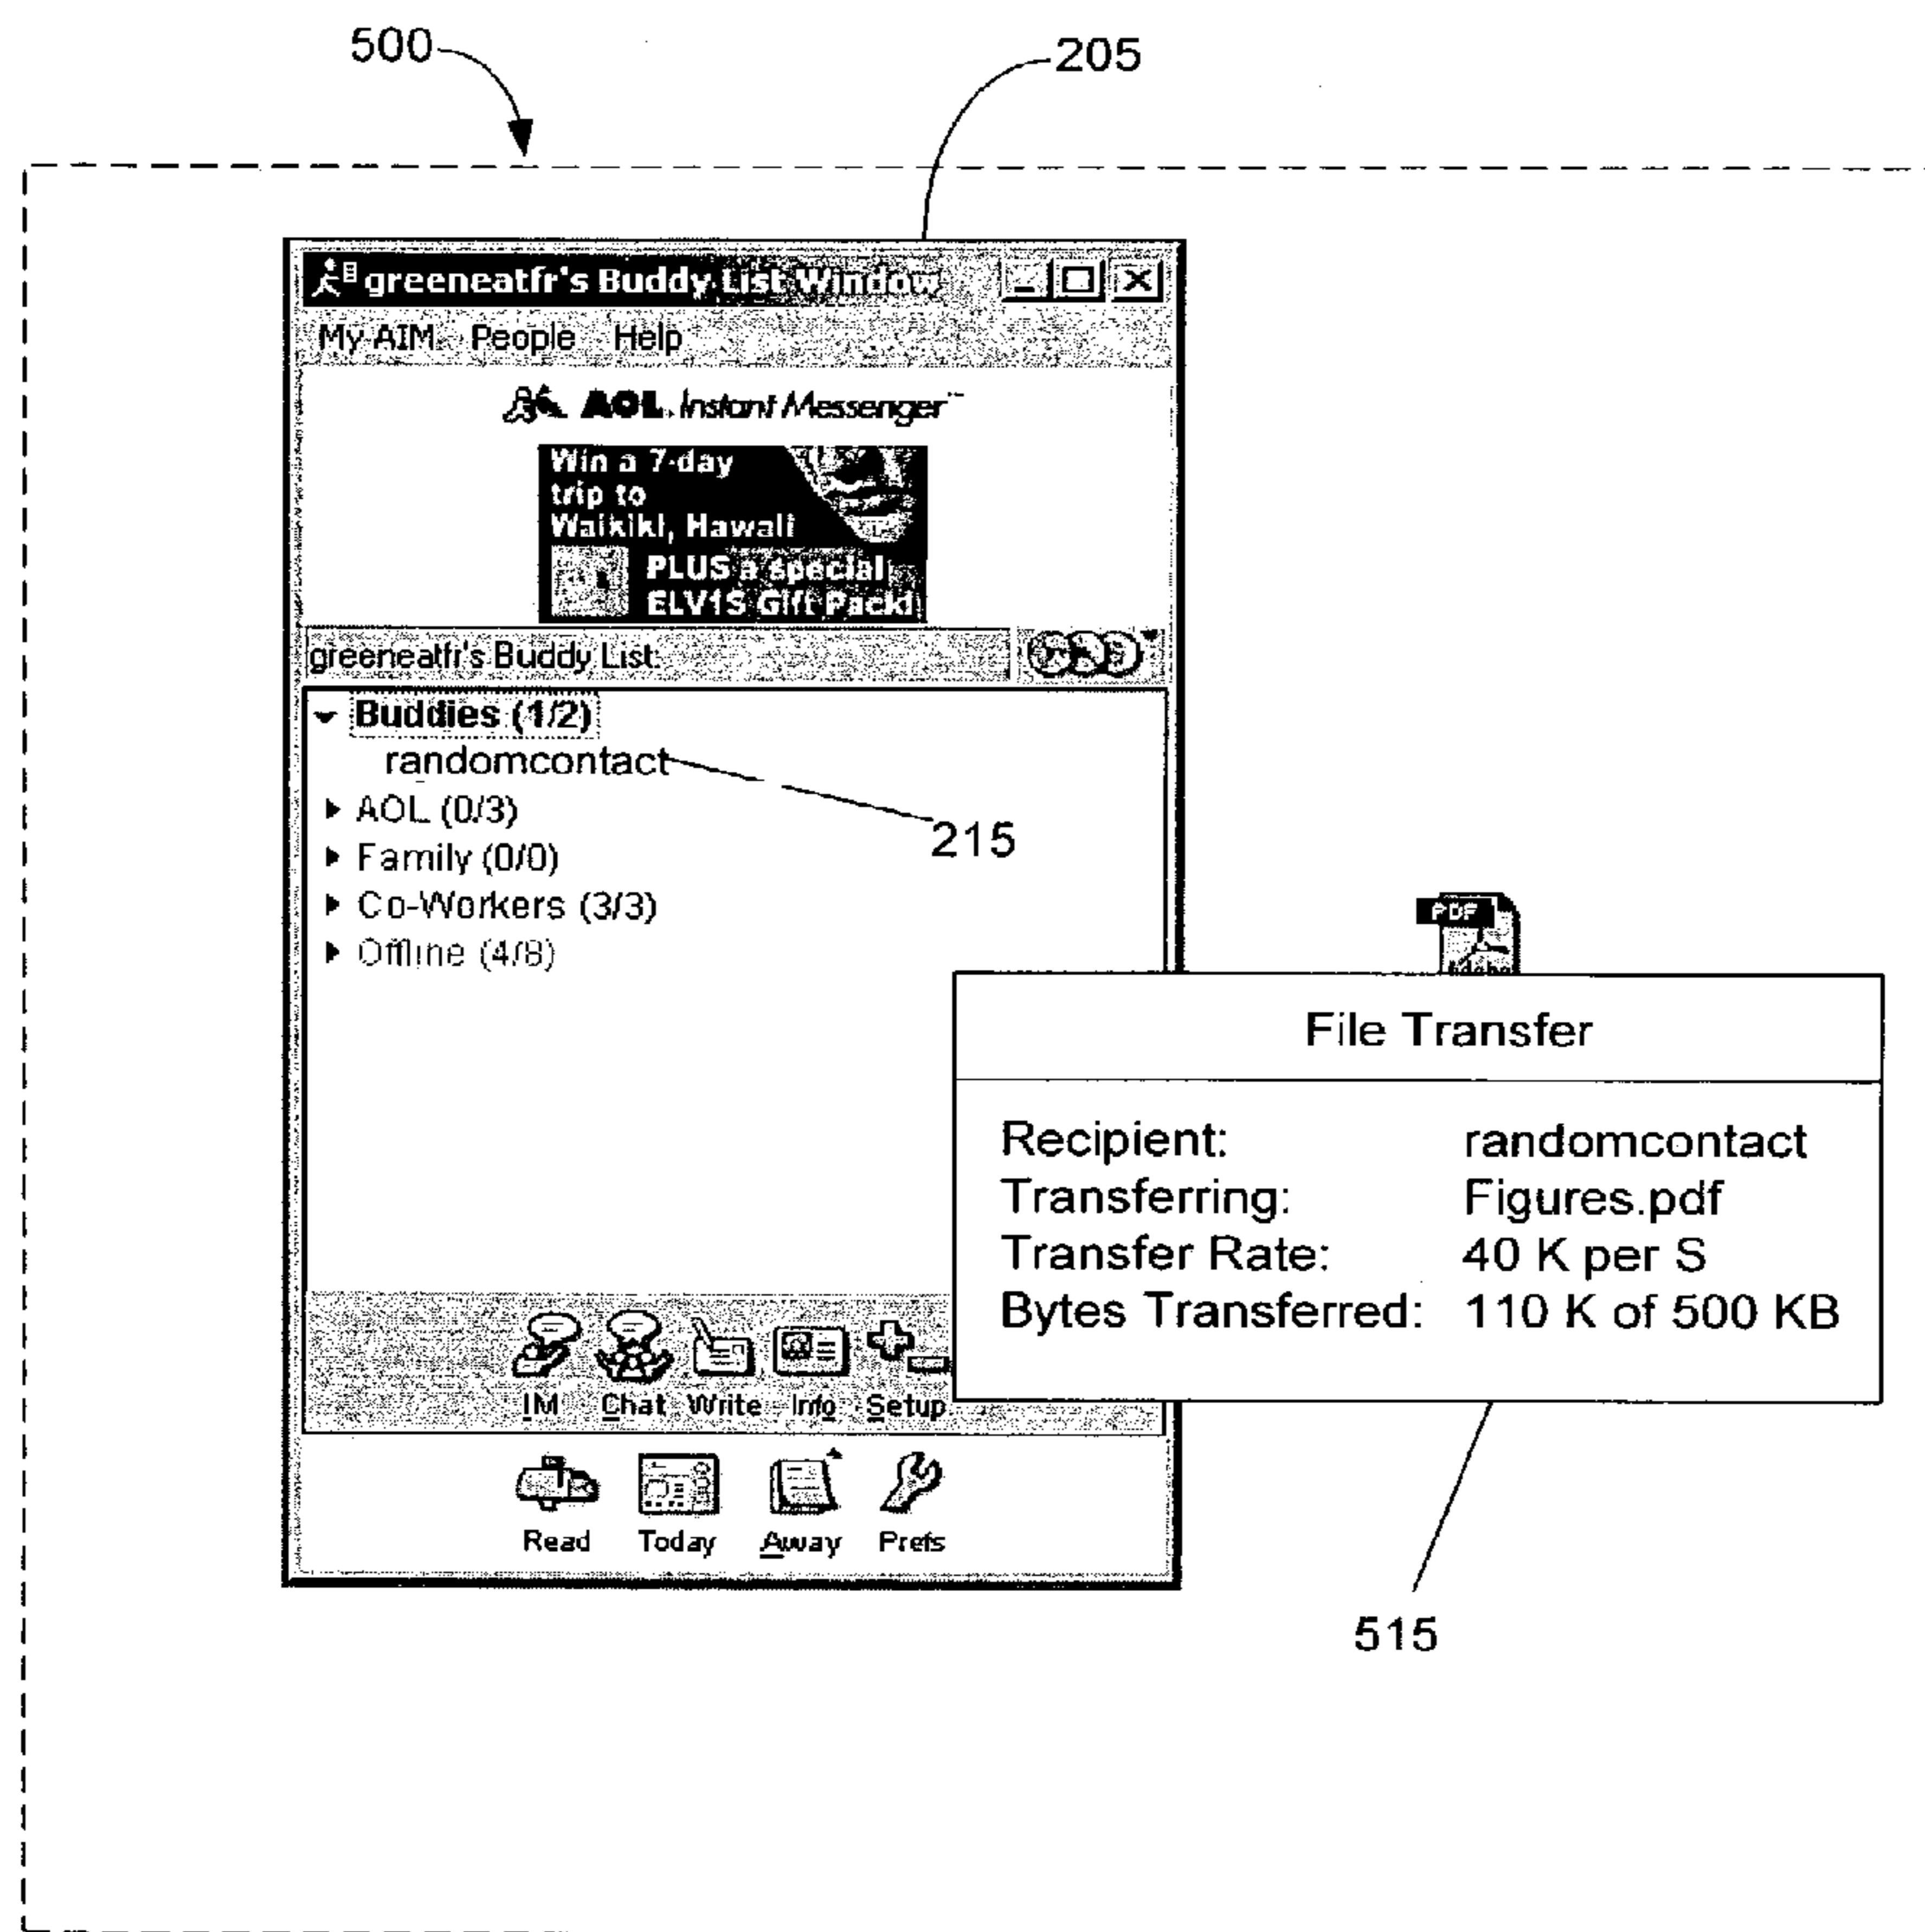 500
205
greeneatfr's Buddy List Window
My AIM People Help
AOL Instant Messenger™
Win a 7-day
trip to
Waikiki, Hawaii
PLUS a special
ELV1S Gift Pack!
greeneatfr's Buddy List:
Buddies (1/2)
randomcontact
AOL (0/3)
215
Family (0/0)
Co-Workers (3/3)
PDF
Offline (4/8)
Adobe
File Transfer
Recipient: randomcontact
Transferring: Figures.pdf
Transfer Rate: 40 K per S
Bytes Transferred: 110 K of 500 KB
IM Chat Write Info Setup
Read Today Away Prefs
515